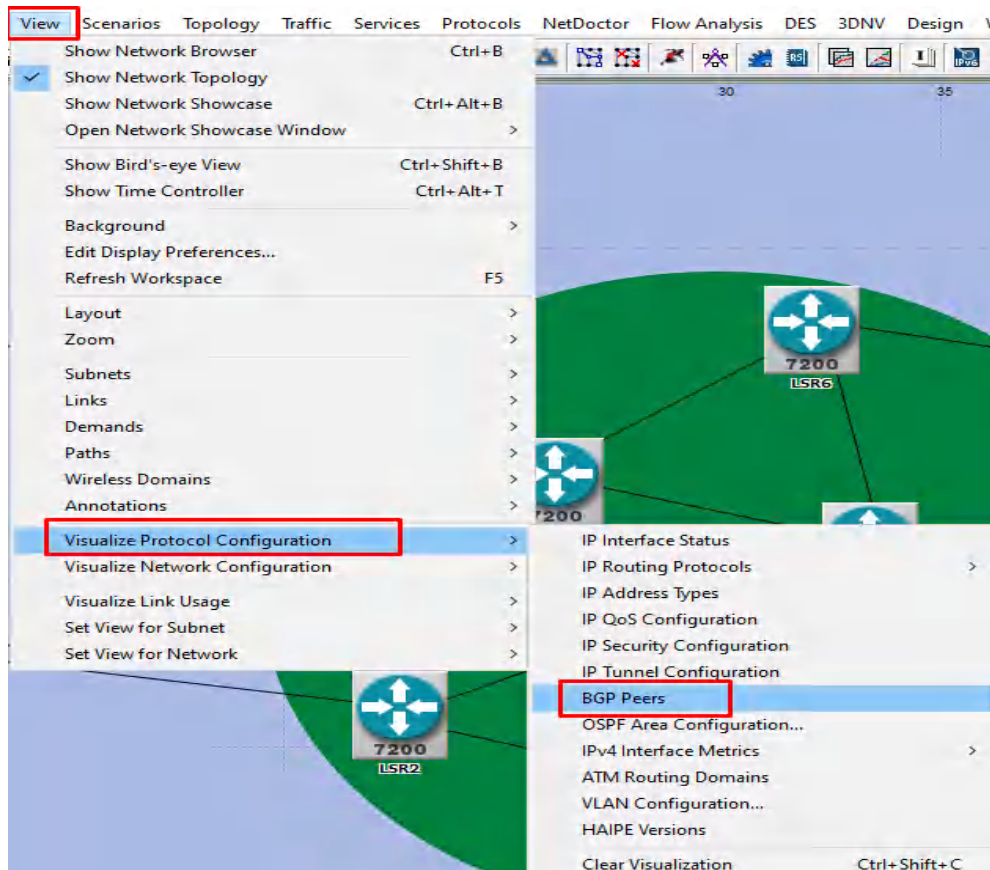 View Scenarios Topology Traffic Services Protocols NetDoctor Flow Analysis DES 3DNV Design
Show Network Browser Ctrl+B
Show Network Topology
Show Network Showcase Ctrl+Alt+B
Open Network Showcase Window >
Show Bird's-eye View Ctrl+Shift+B
Show Time Controller Ctrl+Alt+T
Background >
Edit Display Preferences...
Refresh Workspace F5
Layout >
Zoom >
Subnets >
Links >
Demands >
Paths >
Wireless Domains >
Annotations >
Visualize Protocol Configuration >
Visualize Network Configuration >
Visualize Link Usage >
Set View for Subnet >
Set View for Network >
IP Interface Status
IP Routing Protocols >
IP Address Types
IP QoS Configuration
IP Security Configuration
IP Tunnel Configuration
BGP Peers
OSPF Area Configuration...
IPv4 Interface Metrics >
ATM Routing Domains
VLAN Configuration...
HAIPE Versions
Clear Visualization Ctrl+Shift+C
RSI
IPv6
30 35
7200
LSR6
7200
7200
LSR2